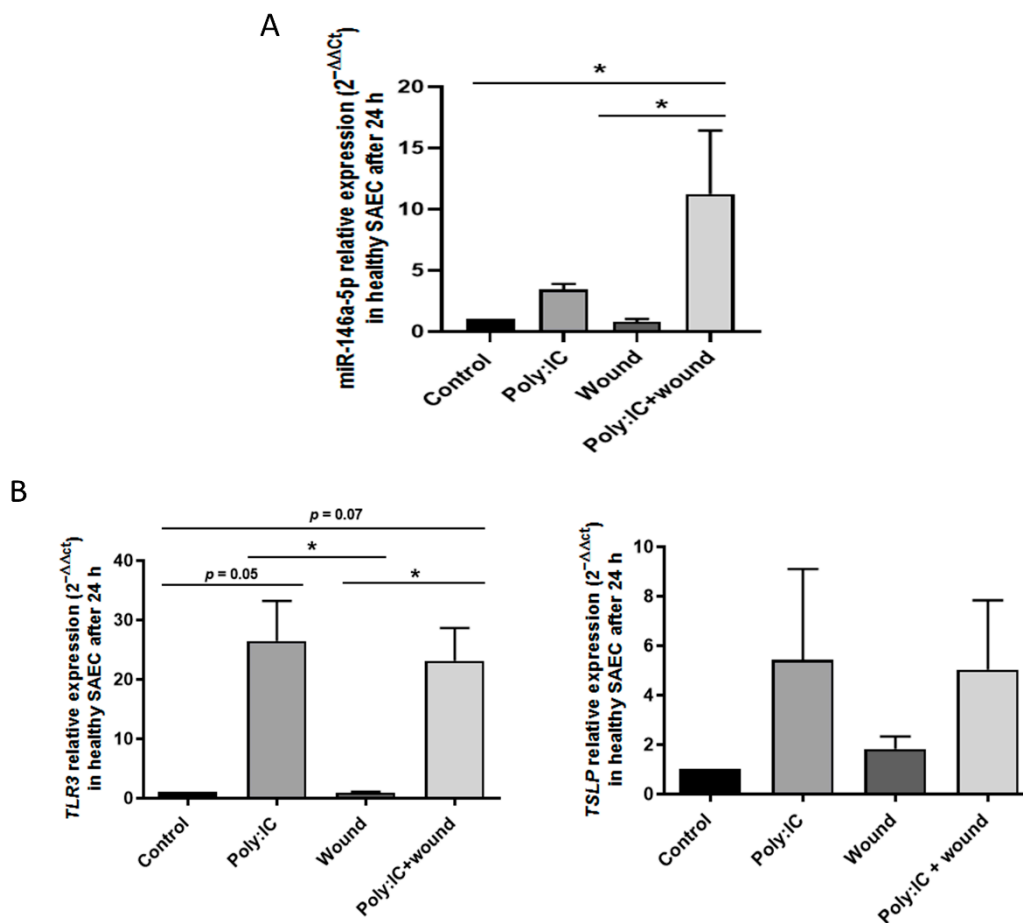 A
miR-146a-5p relative expression (2⁻ΔΔCt)
in healthy SAEC after 24 h
*
*
20
15
10
5
0
Control
Poly:IC
Wound
Poly:IC+wound
B
TLR3 relative expression (2⁻ΔΔct)
in healthy SAEC after 24 h
p = 0.07
*
p = 0.05
*
40
30
20
10
0
Control
Poly:IC
Wound
Poly:IC+wound
TSLP relative expression (2⁻ΔΔct)
in healthy SAEC after 24 h
10
8
6
4
2
0
Control
Poly:IC
Wound
Poly:IC + wound